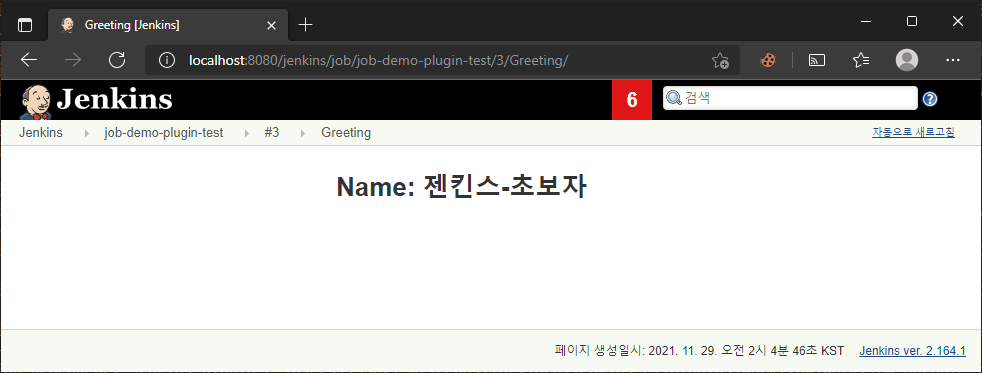 Greeting [Jenkins]
localhost:8080/jenkins/job/job-demo-plugin-test/3/Greeting/
Jenkins 6 검색
Jenkins job-demo-plugin-test #3 Greeting 자동으로 새로고침
Name: 젠킨스-초보자
페이지 생성일시: 2021. 11. 29. 오전 2시 4분 46초 KST Jenkins ver. 2.164.1